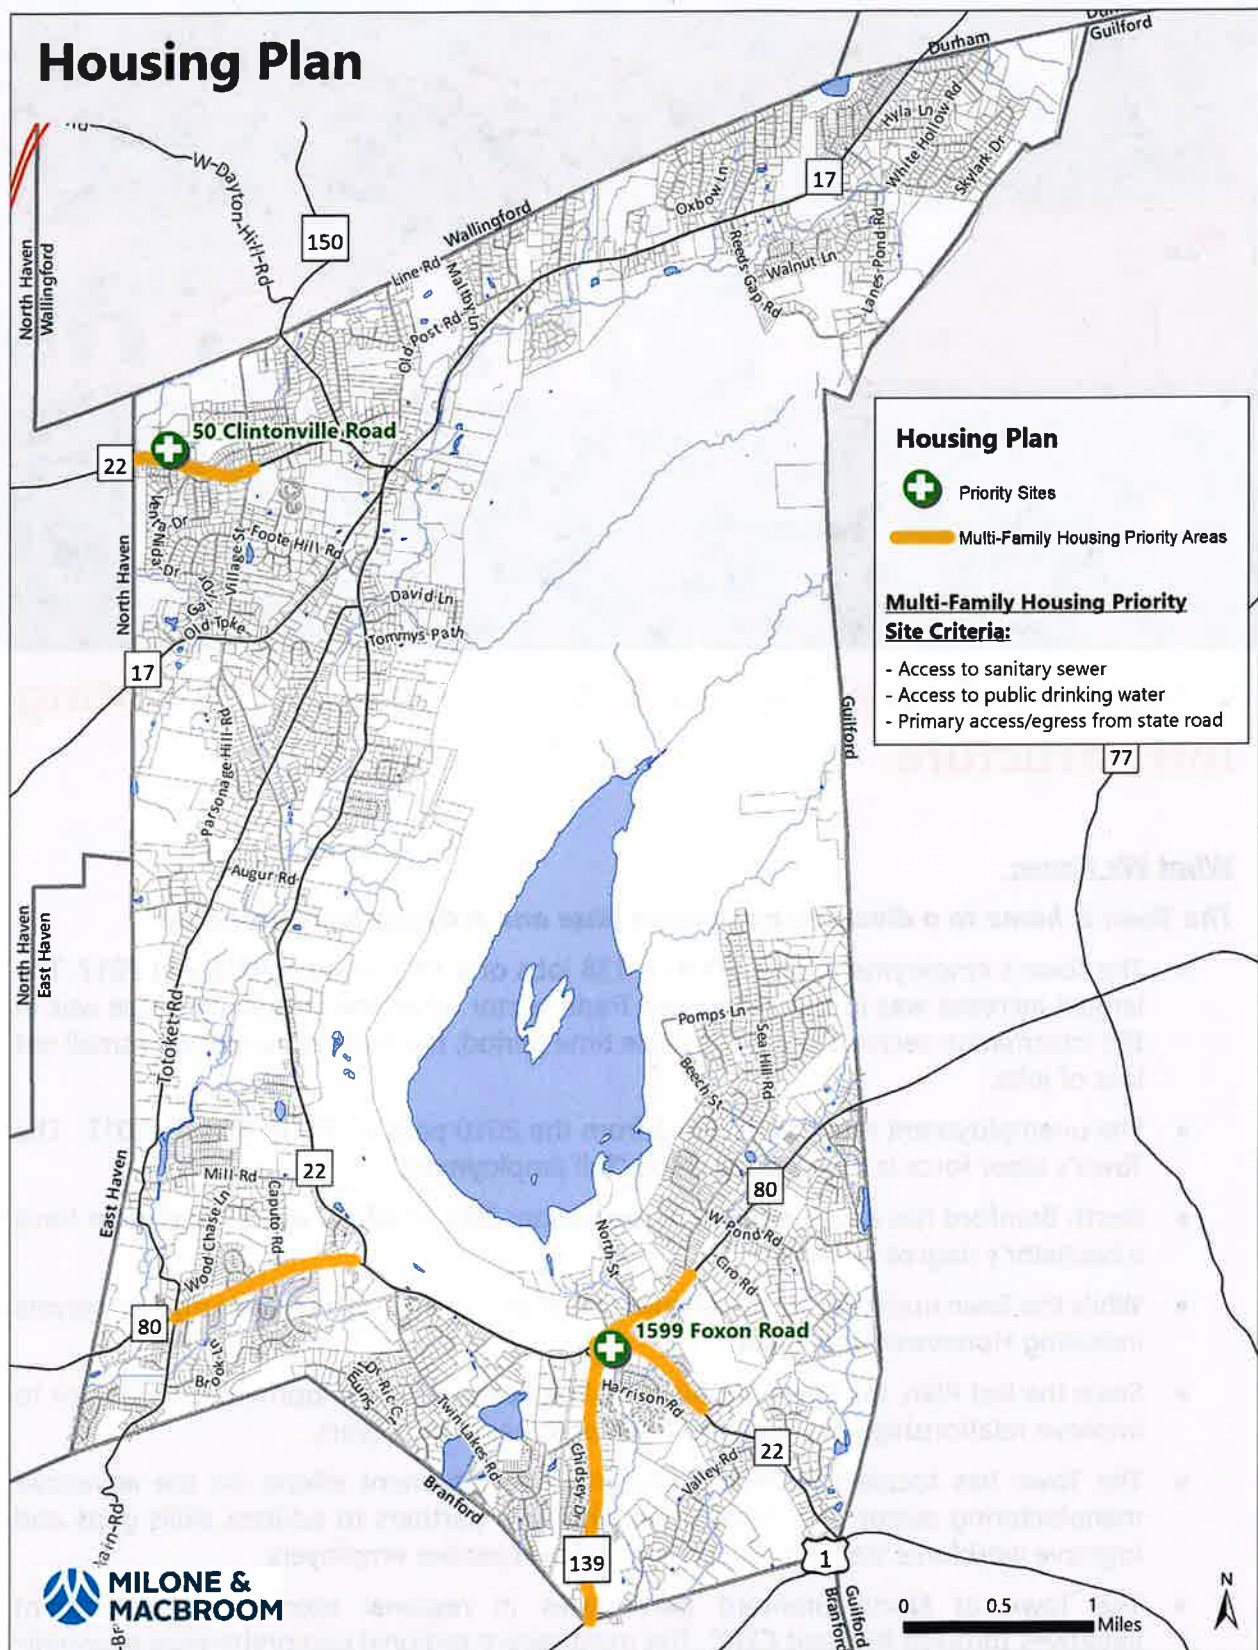 Housing Plan
Durham
Guilford
W-Dayton-Hill-Rd
150
Wallingford
17
Hyla Ln
White Hollow Rd
Skylark Dr
Oxbow Ln
North Haven
Wallingford
Line Rd
Maltby Ln
Old Post Rd
Reeds Gap Rd
Walnut Ln
Lanes Pond Rd
50 Clintonville Road
22
Housing Plan
Priority Sites
Multi-Family Housing Priority Areas
Multi-Family Housing Priority
Site Criteria:
- Access to sanitary sewer
- Access to public drinking water
- Primary access/egress from state road
North Haven
Dr
Village St
Foote Hill Rd
Dr
David Ln
Old Tpke
Tommys Path
17
Parsonage Hill Rd
Guilford
77
Augur Rd
North Haven
East Haven
Totoket Rd
Pomps Ln
Sea Hill Rd
Beech St
East Haven
Mill Rd
22
Caputo Rd
Wood Chase Ln
80
North St
W Pond Rd
Ciro Rd
80
1599 Foxon Road
Brook Ln
Harrison Rd
Twin Lakes Rd
22
Valley Rd
Branford
139
1
MILONE &
MACBROOM
Branford
Guilford
N
0 0.5 1
Miles